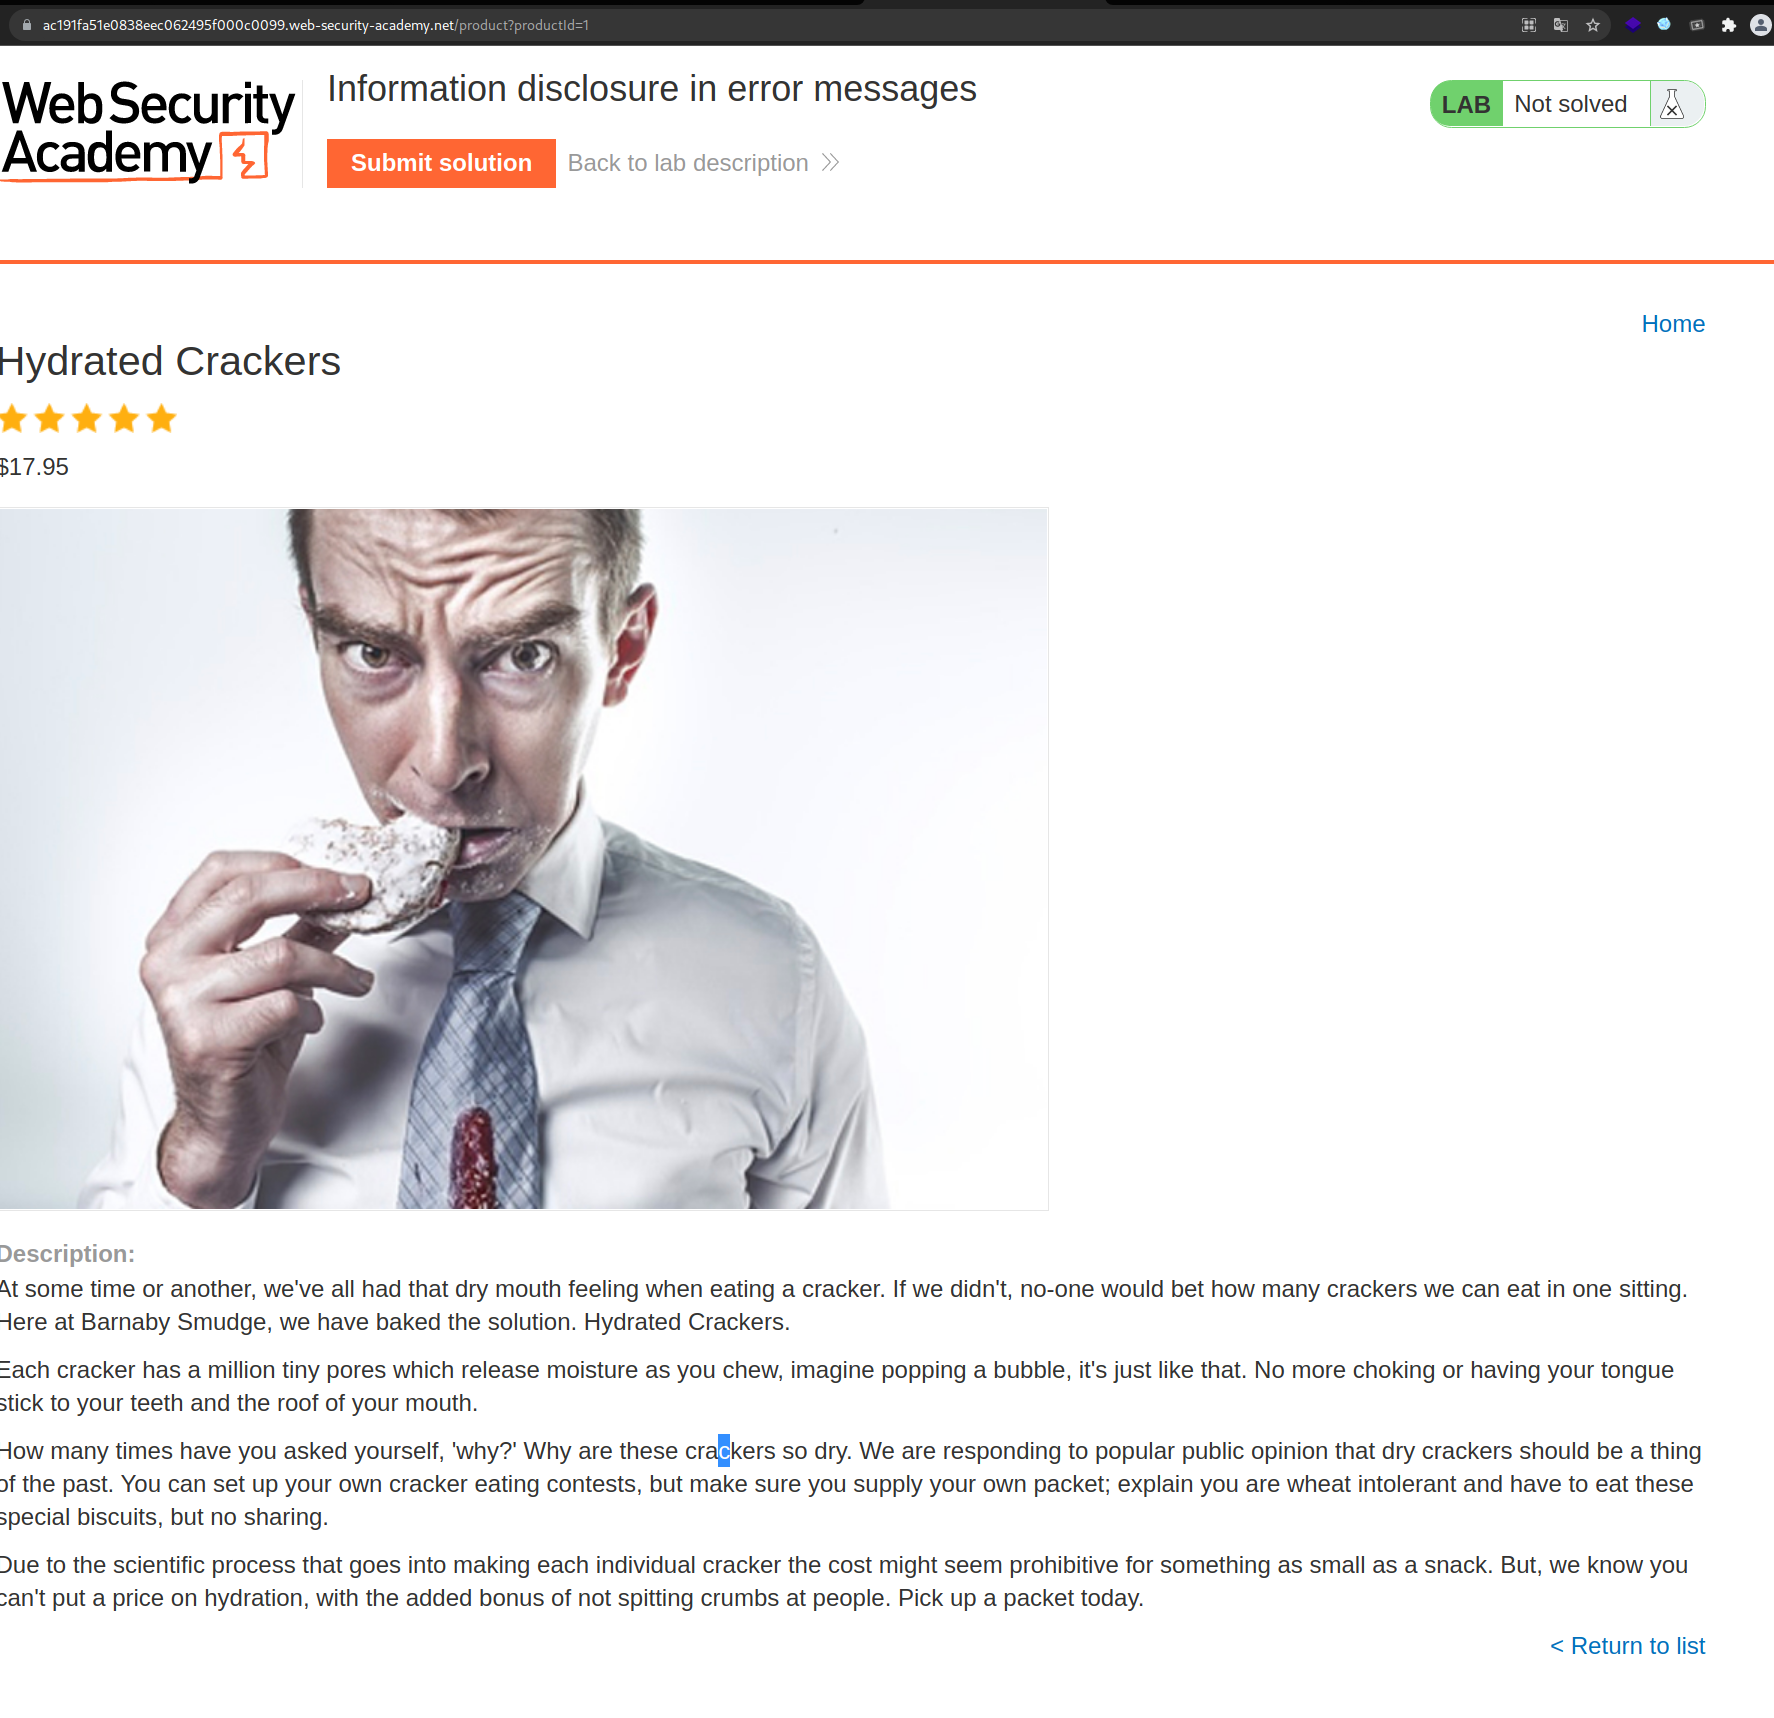 ac191fa51e0838eec062495f000c0099.web-security-academy.net/product?productId=1
Web Security
Academy
Information disclosure in error messages
Submit solution
Back to lab description
LAB
Not solved
Home
Hydrated Crackers
$17.95
Description:
At some time or another, we've all had that dry mouth feeling when eating a cracker. If we didn't, no-one would bet how many crackers we can eat in one sitting.
Here at Barnaby Smudge, we have baked the solution. Hydrated Crackers.
Each cracker has a million tiny pores which release moisture as you chew, imagine popping a bubble, it's just like that. No more choking or having your tongue
stick to your teeth and the roof of your mouth.
How many times have you asked yourself, 'why?' Why are these crackers so dry. We are responding to popular public opinion that dry crackers should be a thing
of the past. You can set up your own cracker eating contests, but make sure you supply your own packet; explain you are wheat intolerant and have to eat these
special biscuits, but no sharing.
Due to the scientific process that goes into making each individual cracker the cost might seem prohibitive for something as small as a snack. But, we know you
can't put a price on hydration, with the added bonus of not spitting crumbs at people. Pick up a packet today.
< Return to list